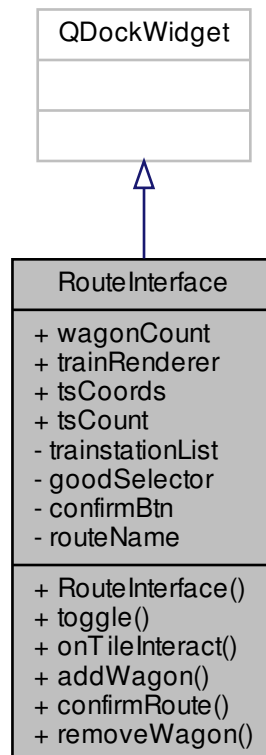 QDockWidget
RouteInterface
+ wagonCount
+ trainRenderer
+ tsCoords
+ tsCount
- trainstationList
- goodSelector
- confirmBtn
- routeName
+ RouteInterface()
+ toggle()
+ onTileInteract()
+ addWagon()
+ confirmRoute()
+ removeWagon()